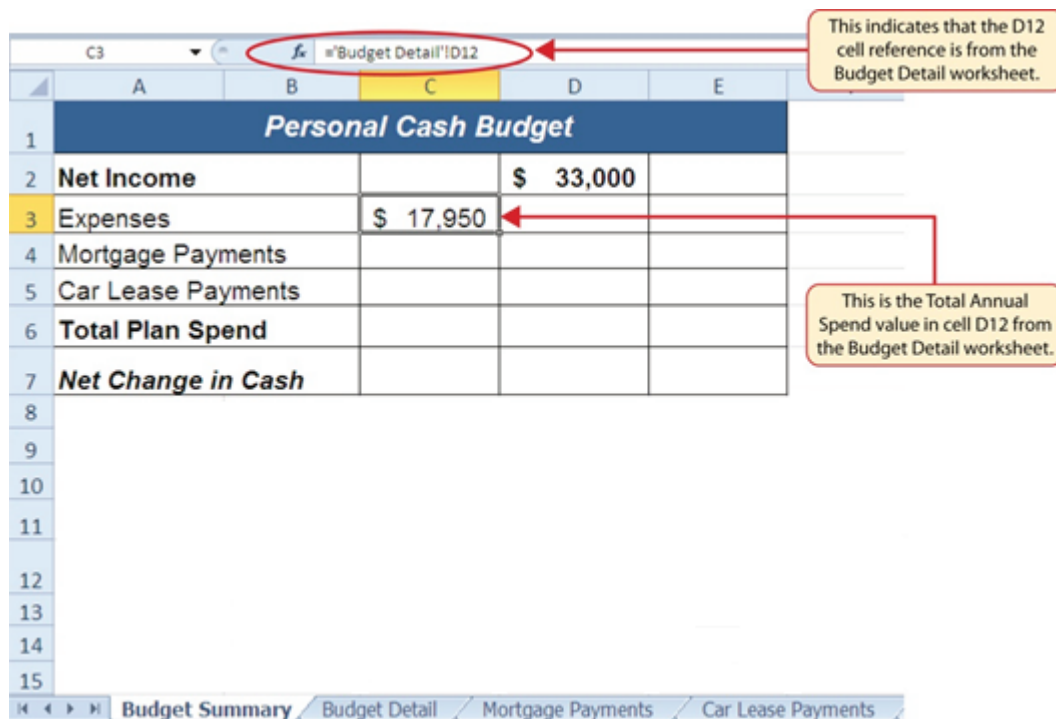 This indicates that the D12
cell reference is from the
Budget Detail worksheet.
C3 fx ='Budget Detail'!D12
A B C D E
1 Personal Cash Budget
2 Net Income $ 33,000
3 Expenses $ 17,950
4 Mortgage Payments
5 Car Lease Payments
This is the Total Annual
Spend value in cell D12 from
the Budget Detail worksheet.
6 Total Plan Spend
7 Net Change in Cash
8
9
10
11
12
13
14
15
Budget Summary Budget Detail Mortgage Payments Car Lease Payments